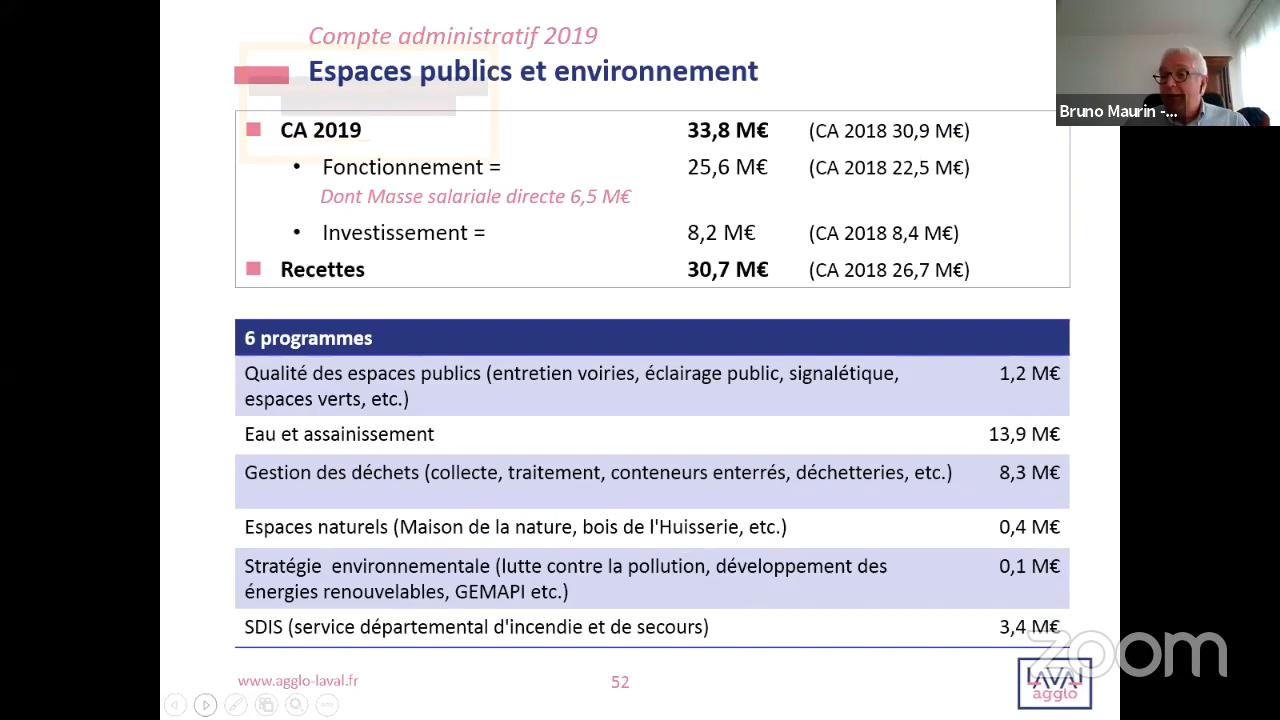 Compte administratif 2019
Espaces publics et environnement
Bruno Maurin -...
CA 2019 33,8 M€ (CA 2018 30,9 M€)
• Fonctionnement = 25,6 M€ (CA 2018 22,5 M€)
Dont Masse salariale directe 6,5 M€
• Investissement = 8,2 M€ (CA 2018 8,4 M€)
Recettes 30,7 M€ (CA 2018 26,7 M€)
6 programmes
Qualité des espaces publics (entretien voiries, éclairage public, signalétique, 1,2 M€
espaces verts, etc.)
Eau et assainissement 13,9 M€
Gestion des déchets (collecte, traitement, conteneurs enterrés, déchetteries, etc.) 8,3 M€
Espaces naturels (Maison de la nature, bois de l'Huisserie, etc.) 0,4 M€
Stratégie environnementale (lutte contre la pollution, développement des 0,1 M€
énergies renouvelables, GEMAPI etc.)
SDIS (service départemental d'incendie et de secours) 3,4 M€
zoom
www.agglo-laval.fr
52
LAVAL
agglo